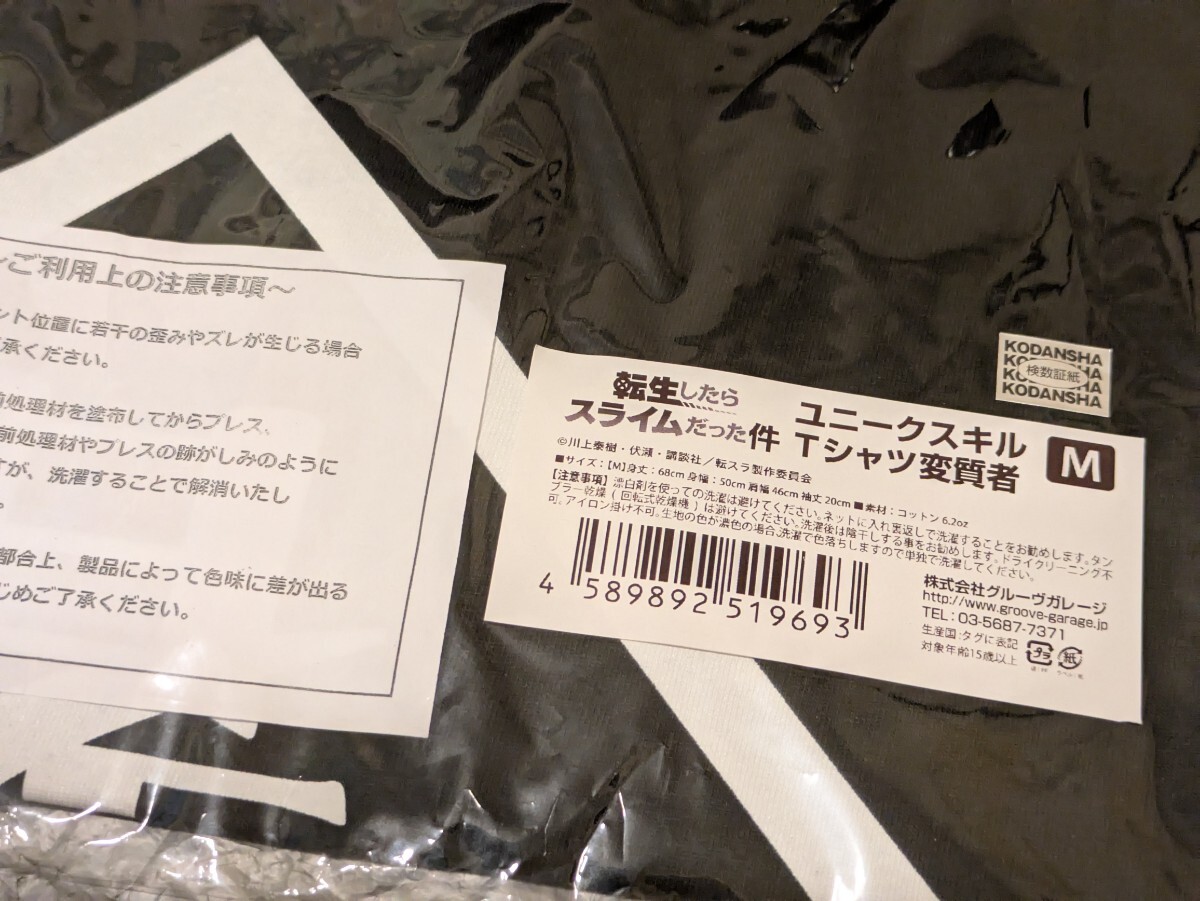 ～ご利用上の注意事項～
ント位置に若干の歪みやズレが生じる場合
承ください。
前処理材を塗布してからプレス、
前処理材やプレスの跡がしみのように
すが、洗濯することで解消いたし
。
都合上、製品によって色味に差が出る
じめご了承ください。
KODANSHA
KODANSHA
検数証紙
KODANSHA
KODANSHA
転生したら
スライムだった件
ユニークスキル
Tシャツ変質者
M
©川上泰樹・伏瀬・講談社／転スラ製作委員会
■サイズ：【M】身丈：68cm 身幅：50cm 肩幅 46cm 袖丈 20cm ■素材：コットン 6.2oz
【注意事項】漂白剤を使っての洗濯は避けてください。ネットに入れ裏返しで洗濯することをお勧めします。タン
ブラー乾燥（回転式乾燥機）は避けてください。洗濯後は陰干しする事をお勧めします。ドライクリーニング不
可。アイロン掛け不可。生地の色が濃色の場合、洗濯で色落ちしますので単独で洗濯してください。
4 589892 519693
株式会社グルーヴガレージ
http://www.groove-garage.jp
TEL：03-5687-7371
生産国：タグに表記
対象年齢15歳以上
プラ
紙